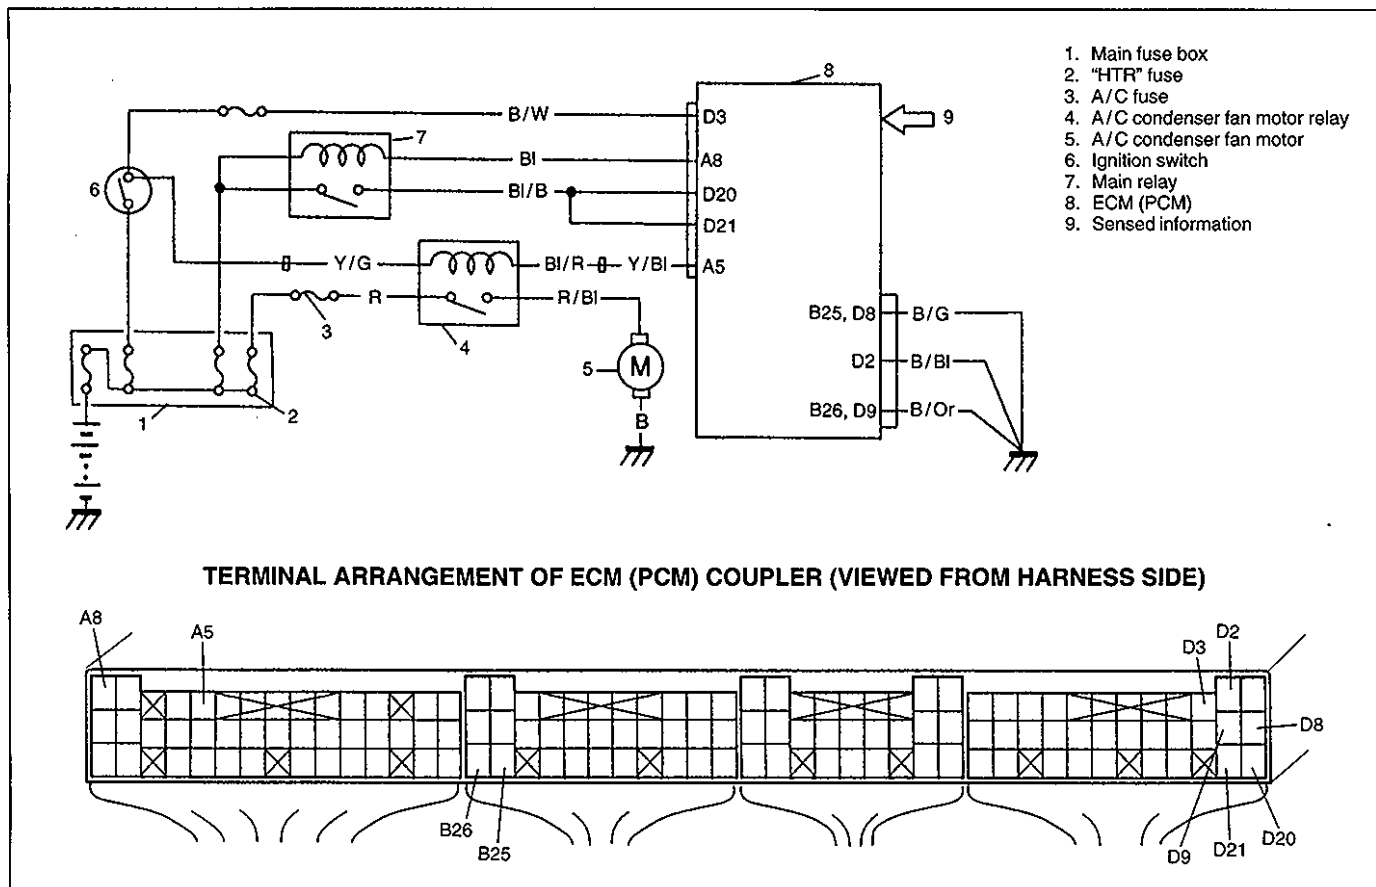 8
1. Main fuse box
2. "HTR" fuse
3. A/C fuse
4. A/C condenser fan motor relay
5. A/C condenser fan motor
6. Ignition switch
7. Main relay
8. ECM (PCM)
9. Sensed information
B/W
D3
9
7
Bl
A8
6
Bl/B
D20
D21
Y/G
Bl/R
Y/Bl
A5
R
R/Bl
3
4
B25, D8
B/G
5
M
D2
B/Bl
B26, D9
B/Or
1
2
B
TERMINAL ARRANGEMENT OF ECM (PCM) COUPLER (VIEWED FROM HARNESS SIDE)
A8
A5
D3
D2
D8
B26
B25
D9
D21
D20